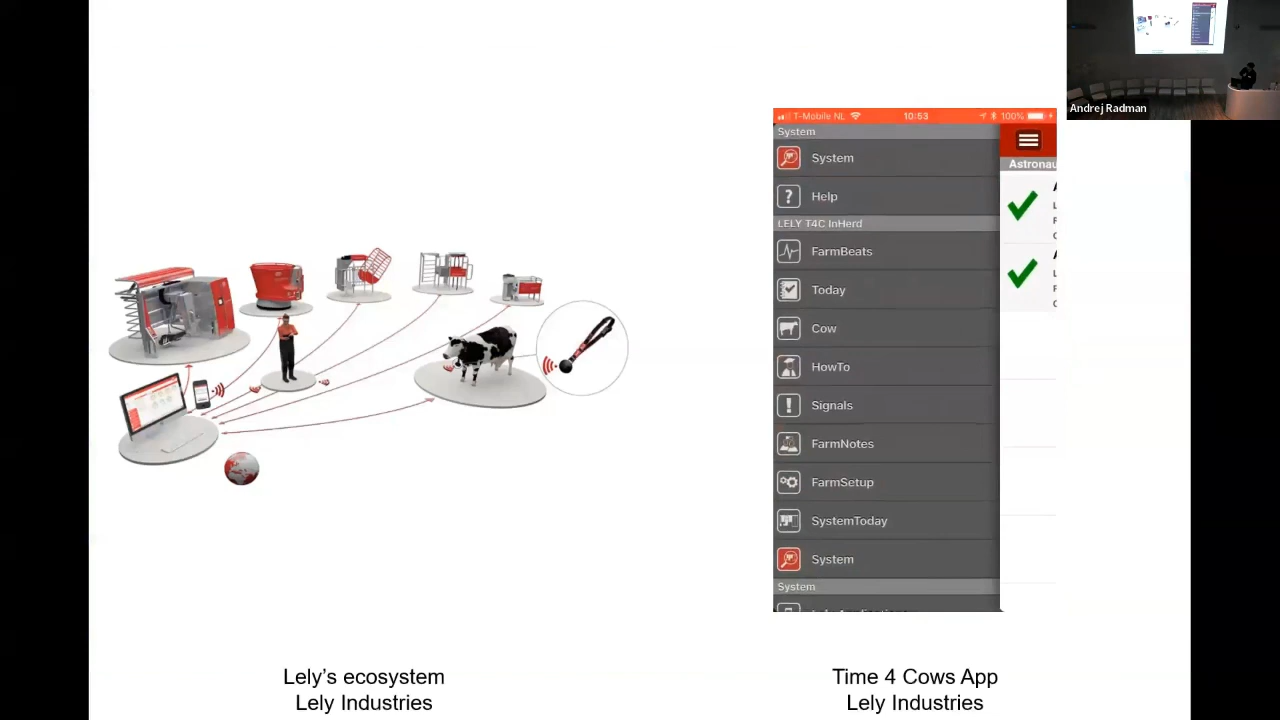 Andrej Radman
T-Mobile NL
10:53
100%
System
System
Help
LELY T4C InHerd
FarmBeats
Today
Cow
HowTo
Signals
FarmNotes
FarmSetup
SystemToday
System
System
Astronau
Lely's ecosystem
Lely Industries
Time 4 Cows App
Lely Industries